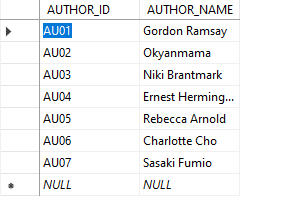 AUTHOR_ID AUTHOR_NAME
AU01 Gordon Ramsay
AU02 Okyanmama
AU03 Niki Brantmark
AU04 Ernest Herming...
AU05 Rebecca Arnold
AU06 Charlotte Cho
AU07 Sasaki Fumio
NULL NULL